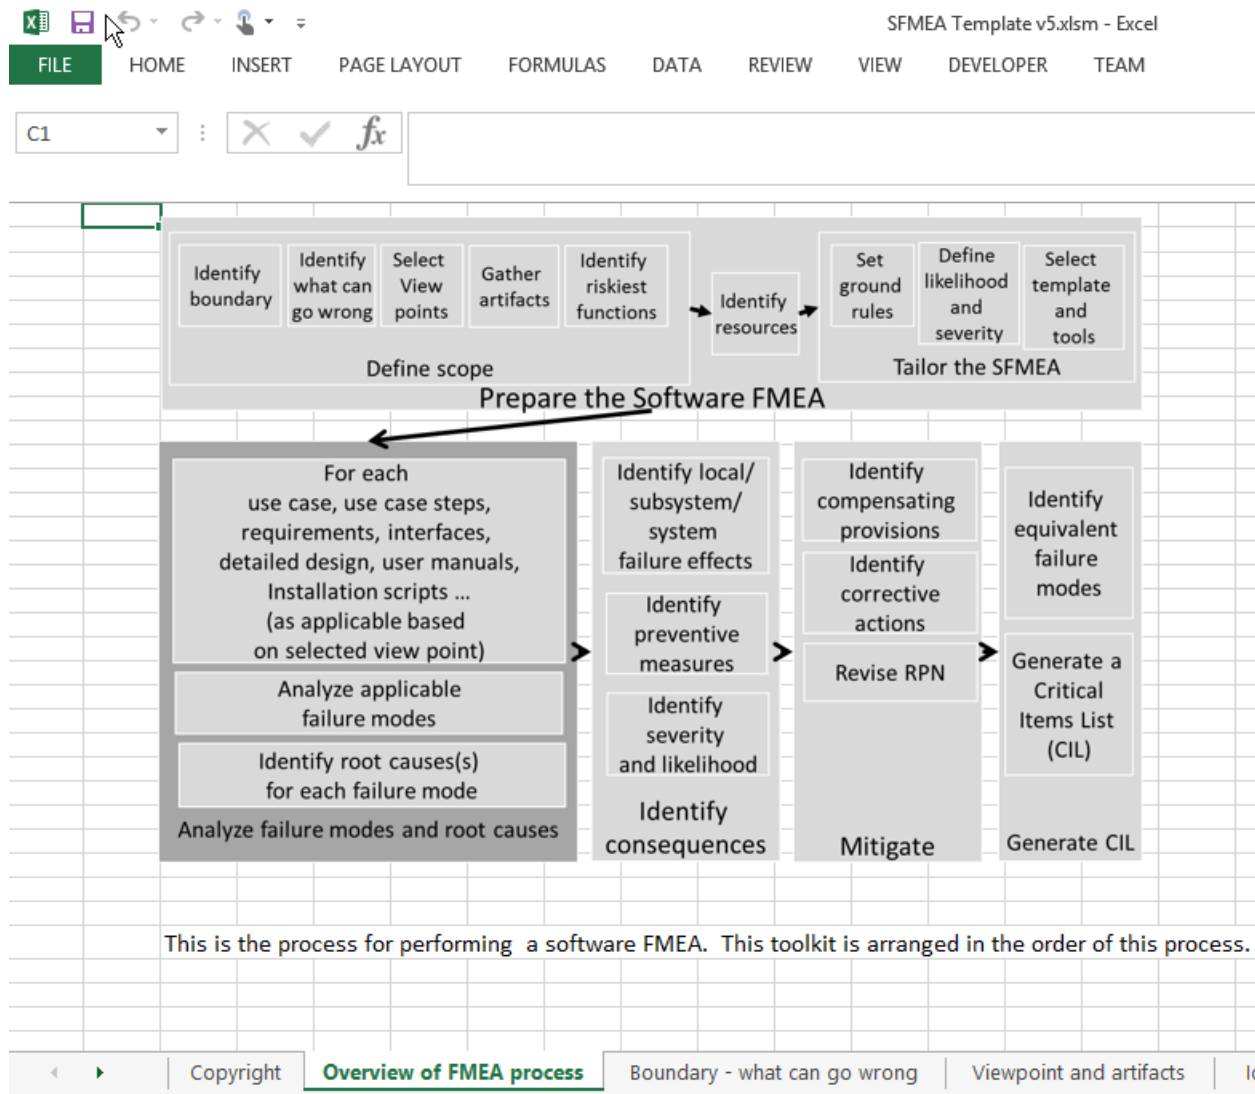 SFMEA Template v5.xlsm - Excel
FILE HOME INSERT PAGE LAYOUT FORMULAS DATA REVIEW VIEW DEVELOPER TEAM
C1
fx
Identify
boundary
Identify
what can
go wrong
Select
View
points
Gather
artifacts
Identify
riskiest
functions
Define scope
Identify
resources
Set
ground
rules
Define
likelihood
and
severity
Select
template
and
tools
Tailor the SFMEA
Prepare the Software FMEA
For each
use case, use case steps,
requirements, interfaces,
detailed design, user manuals,
Installation scripts ...
(as applicable based
on selected view point)
Analyze applicable
failure modes
Identify root causes(s)
for each failure mode
Analyze failure modes and root causes
Identify local/
subsystem/
system
failure effects
Identify
preventive
measures
Identify
severity
and likelihood
Identify
consequences
Identify
compensating
provisions
Identify
corrective
actions
Revise RPN
Mitigate
Identify
equivalent
failure
modes
Generate a
Critical
Items List
(CIL)
Generate CIL
This is the process for performing  a software FMEA.  This toolkit is arranged in the order of this process.
Copyright Overview of FMEA process Boundary - what can go wrong Viewpoint and artifacts